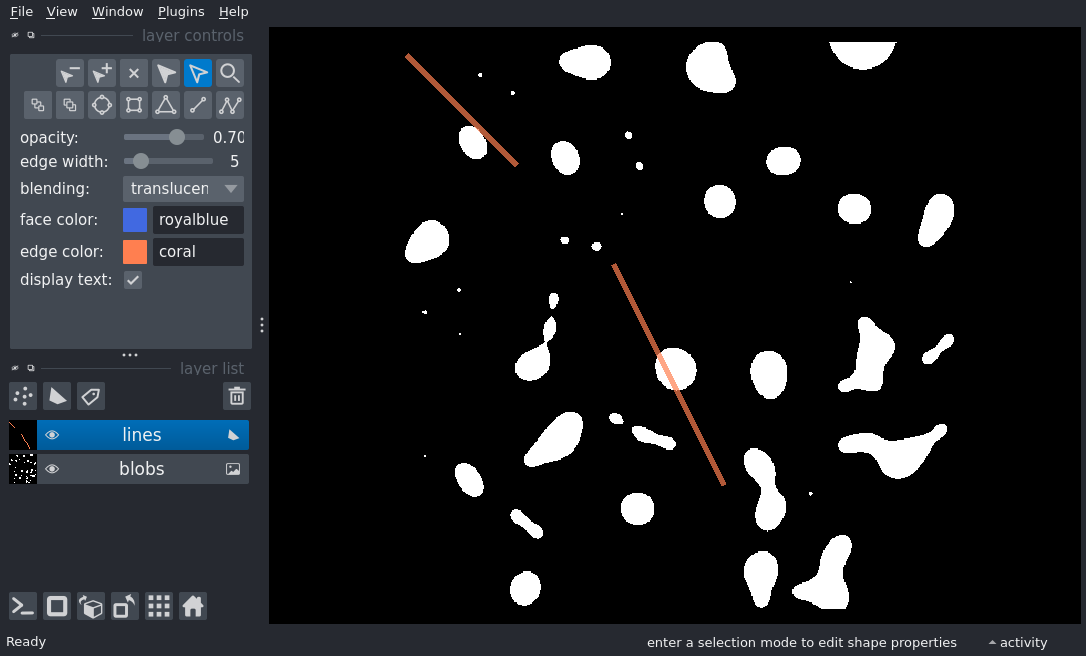 File View Window Plugins Help
layer controls
opacity: 0.70
edge width: 5
blending: translucen
face color: royalblue
edge color: coral
display text:
layer list
lines
blobs
Ready enter a selection mode to edit shape properties activity